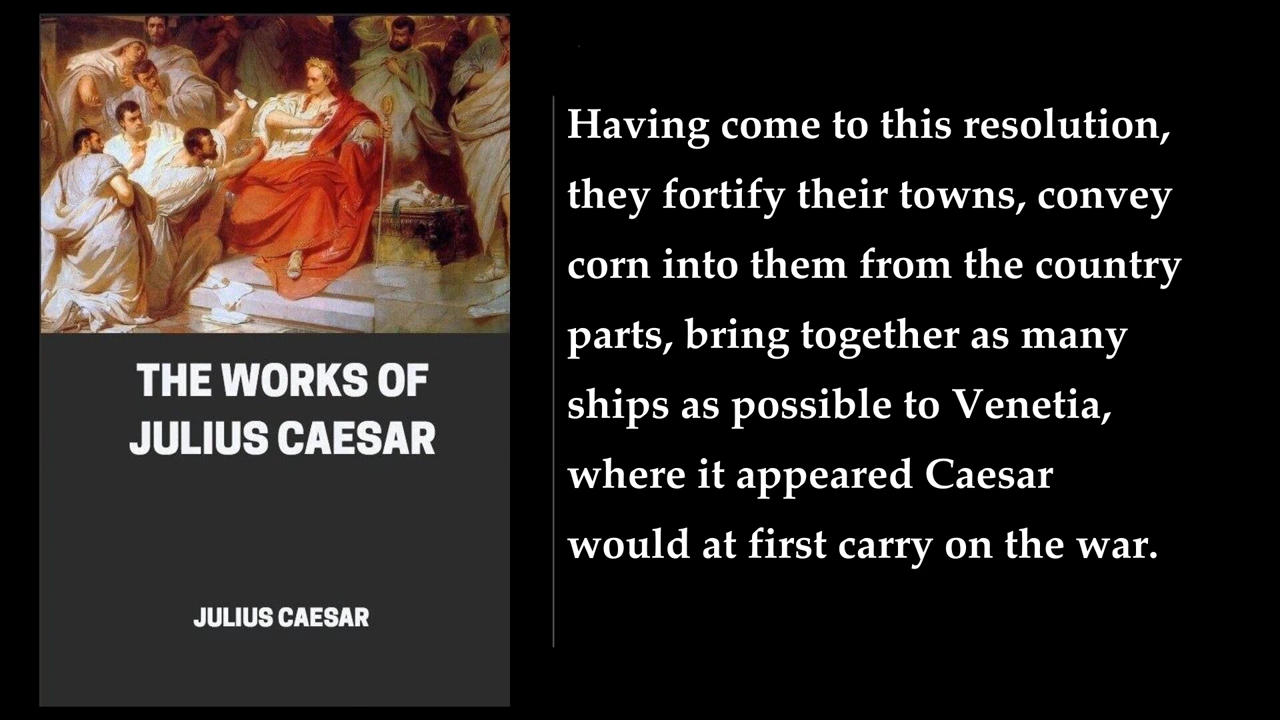 THE WORKS OF
JULIUS CAESAR
JULIUS CAESAR
Having come to this resolution,
they fortify their towns, convey
corn into them from the country
parts, bring together as many
ships as possible to Venetia,
where it appeared Caesar
would at first carry on the war.